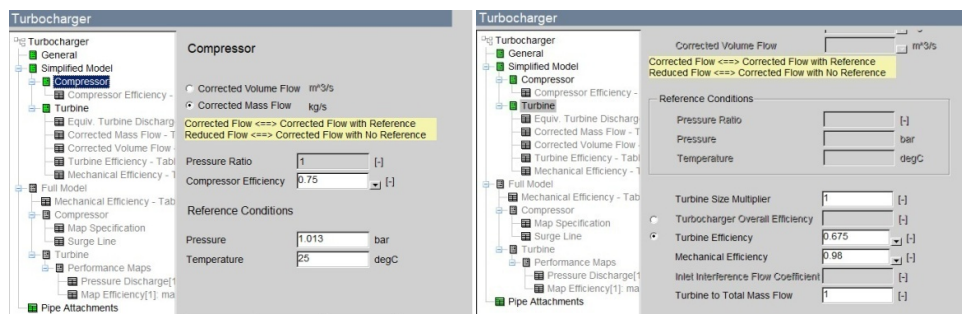 Turbocharger
Turbocharger
General
Simplified Model
Compressor
Compressor Efficiency -
Turbine
Equiv. Turbine Discharg
Corrected Mass Flow - T
Corrected Volume Flow -
Turbine Efficiency - Tabl
Mechanical Efficiency - T
Full Model
Mechanical Efficiency - Tab
Compressor
Map Specification
Surge Line
Turbine
Performance Maps
Pressure Discharge[1
Map Efficiency[1]: ma
Pipe Attachments
Compressor
Corrected Volume Flow m^3/s
Corrected Mass Flow kg/s
Corrected Flow <==> Corrected Flow with Reference
Reduced Flow <==> Corrected Flow with No Reference
Pressure Ratio 1 [-]
Compressor Efficiency 0.75 [-]
Reference Conditions
Pressure 1.013 bar
Temperature 25 degC
Turbocharger
Turbocharger
General
Simplified Model
Compressor
Compressor Efficiency -
Turbine
Equiv. Turbine Discharg
Corrected Mass Flow - T
Corrected Volume Flow -
Turbine Efficiency - Tabl
Mechanical Efficiency - T
Full Model
Mechanical Efficiency - Tab
Compressor
Map Specification
Surge Line
Turbine
Performance Maps
Pressure Discharge[1
Map Efficiency[1]: ma
Pipe Attachments
Corrected Volume Flow m^3/s
Corrected Flow <==> Corrected Flow with Reference
Reduced Flow <==> Corrected Flow with No Reference
Reference Conditions
Pressure Ratio [-]
Pressure bar
Temperature degC
Turbine Size Multiplier 1 [-]
Turbocharger Overall Efficiency [-]
Turbine Efficiency 0.675 [-]
Mechanical Efficiency 0.98 [-]
Inlet Interference Flow Coefficient [-]
Turbine to Total Mass Flow 1 [-]